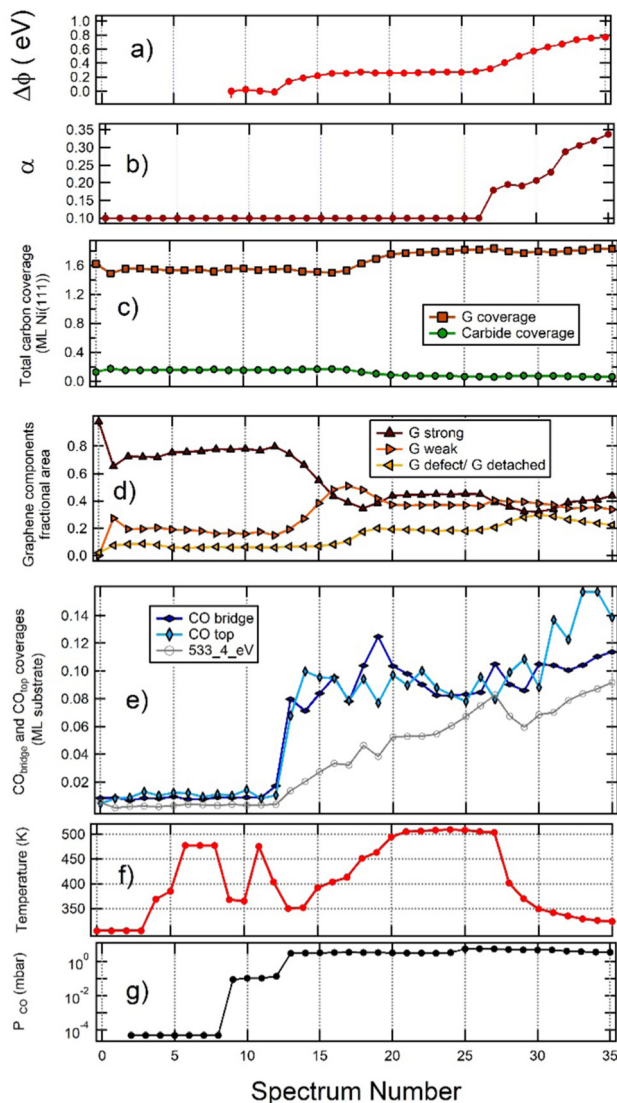 Δϕ ( eV)
1.0
0.8
0.6
0.4
0.2
0.0
a)
α
0.35
0.30
0.25
0.20
0.15
0.10
b)
Total carbon coverage
(ML Ni(111))
1.6
1.2
0.8
0.4
0.0
c)
G coverage
Carbide coverage
Graphene components
fractional area
0.8
0.6
0.4
0.2
0.0
d)
G strong
G weak
G defect/ G detached
CObridge and COtop coverages
(ML substrate)
0.14
0.12
0.10
0.08
0.06
0.04
0.02
e)
CO bridge
CO top
533_4_eV
Temperature (K)
500
450
400
350
f)
P CO (mbar)
10^0
10^-2
10^-4
g)
0 5 10 15 20 25 30 35
Spectrum Number